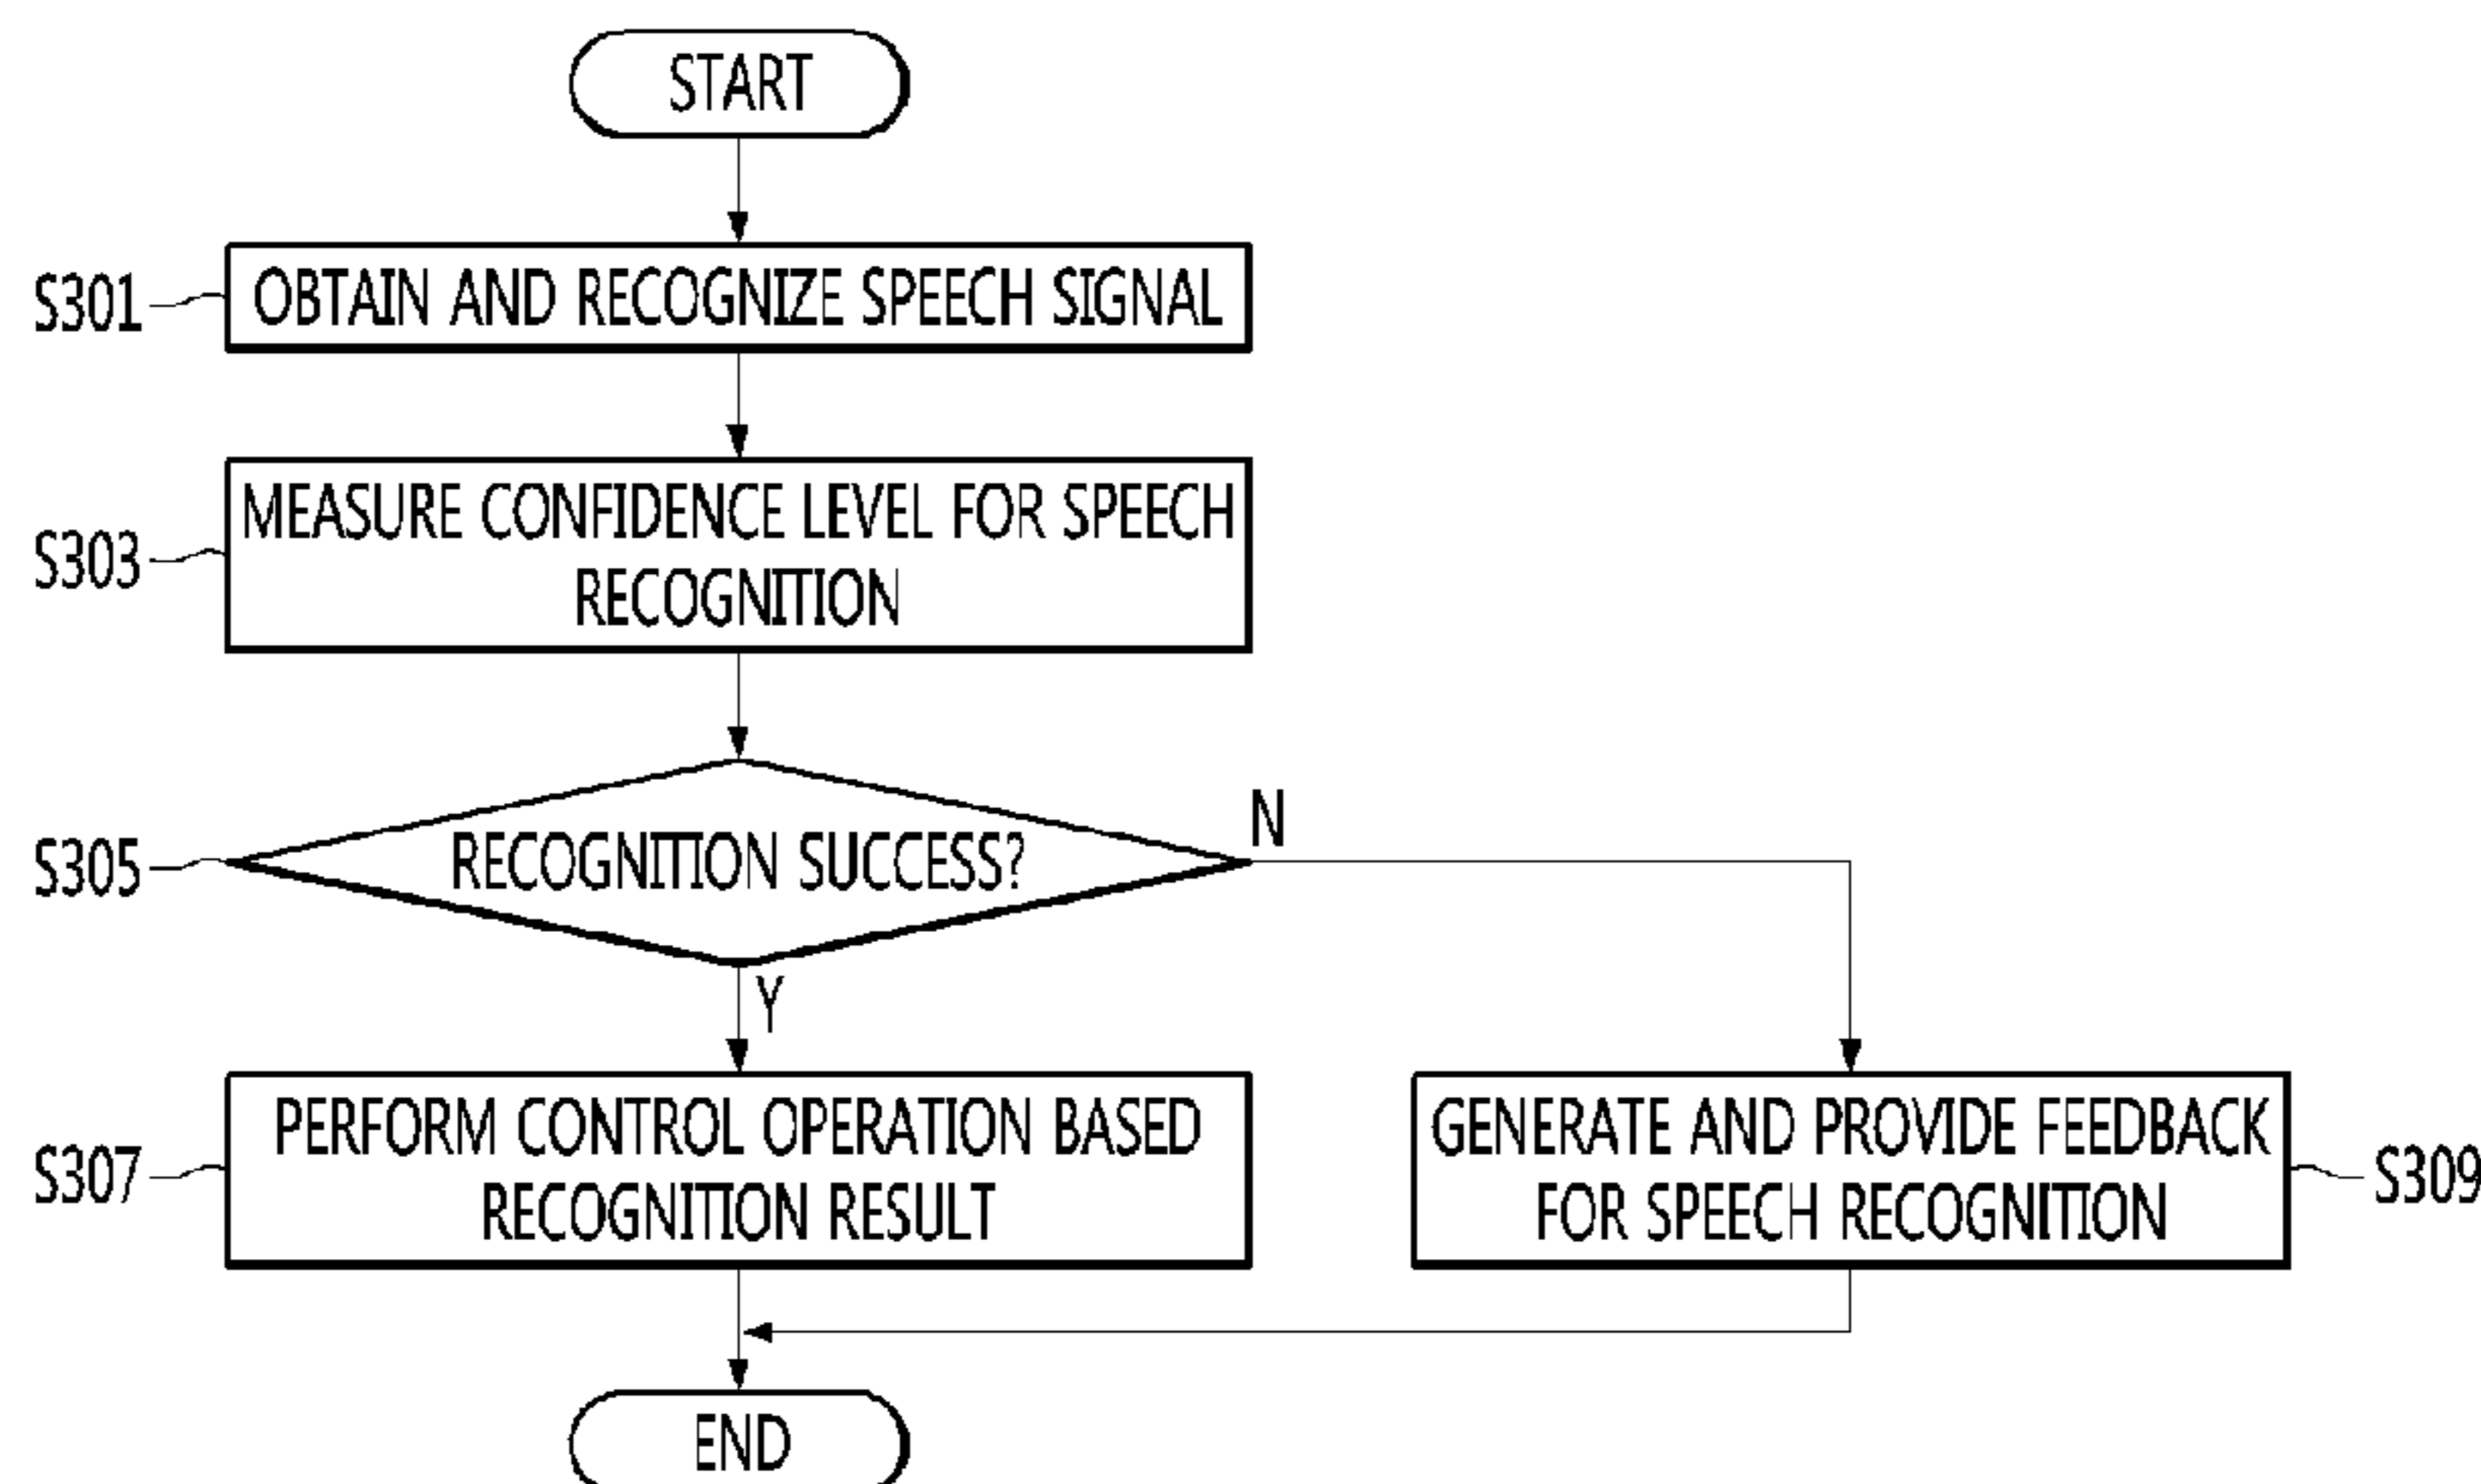 START
S301
OBTAIN AND RECOGNIZE SPEECH SIGNAL
S303
MEASURE CONFIDENCE LEVEL FOR SPEECH
RECOGNITION
S305
RECOGNITION SUCCESS?
N
Y
S307
PERFORM CONTROL OPERATION BASED
RECOGNITION RESULT
GENERATE AND PROVIDE FEEDBACK
FOR SPEECH RECOGNITION
S309
END